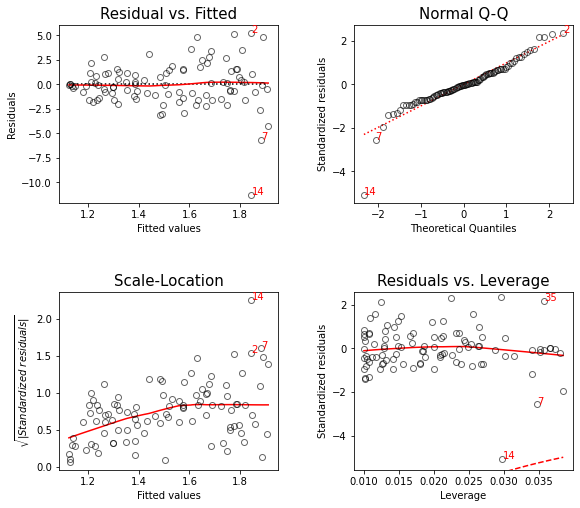 Residual vs. Fitted
Residuals
5.0
2.5
0.0
−2.5
−5.0
−7.5
−10.0
2
7
14
1.2 1.4 1.6 1.8
Fitted values
Normal Q-Q
Standardized residuals
2
0
−2
−4
2
7
14
−2 −1 0 1 2
Theoretical Quantiles
Scale-Location
√|Standardized residuals|
2.0
1.5
1.0
0.5
0.0
14
7
2
1.2 1.4 1.6 1.8
Fitted values
Residuals vs. Leverage
Standardized residuals
2
0
−2
−4
35
7
14
0.010 0.015 0.020 0.025 0.030 0.035
Leverage